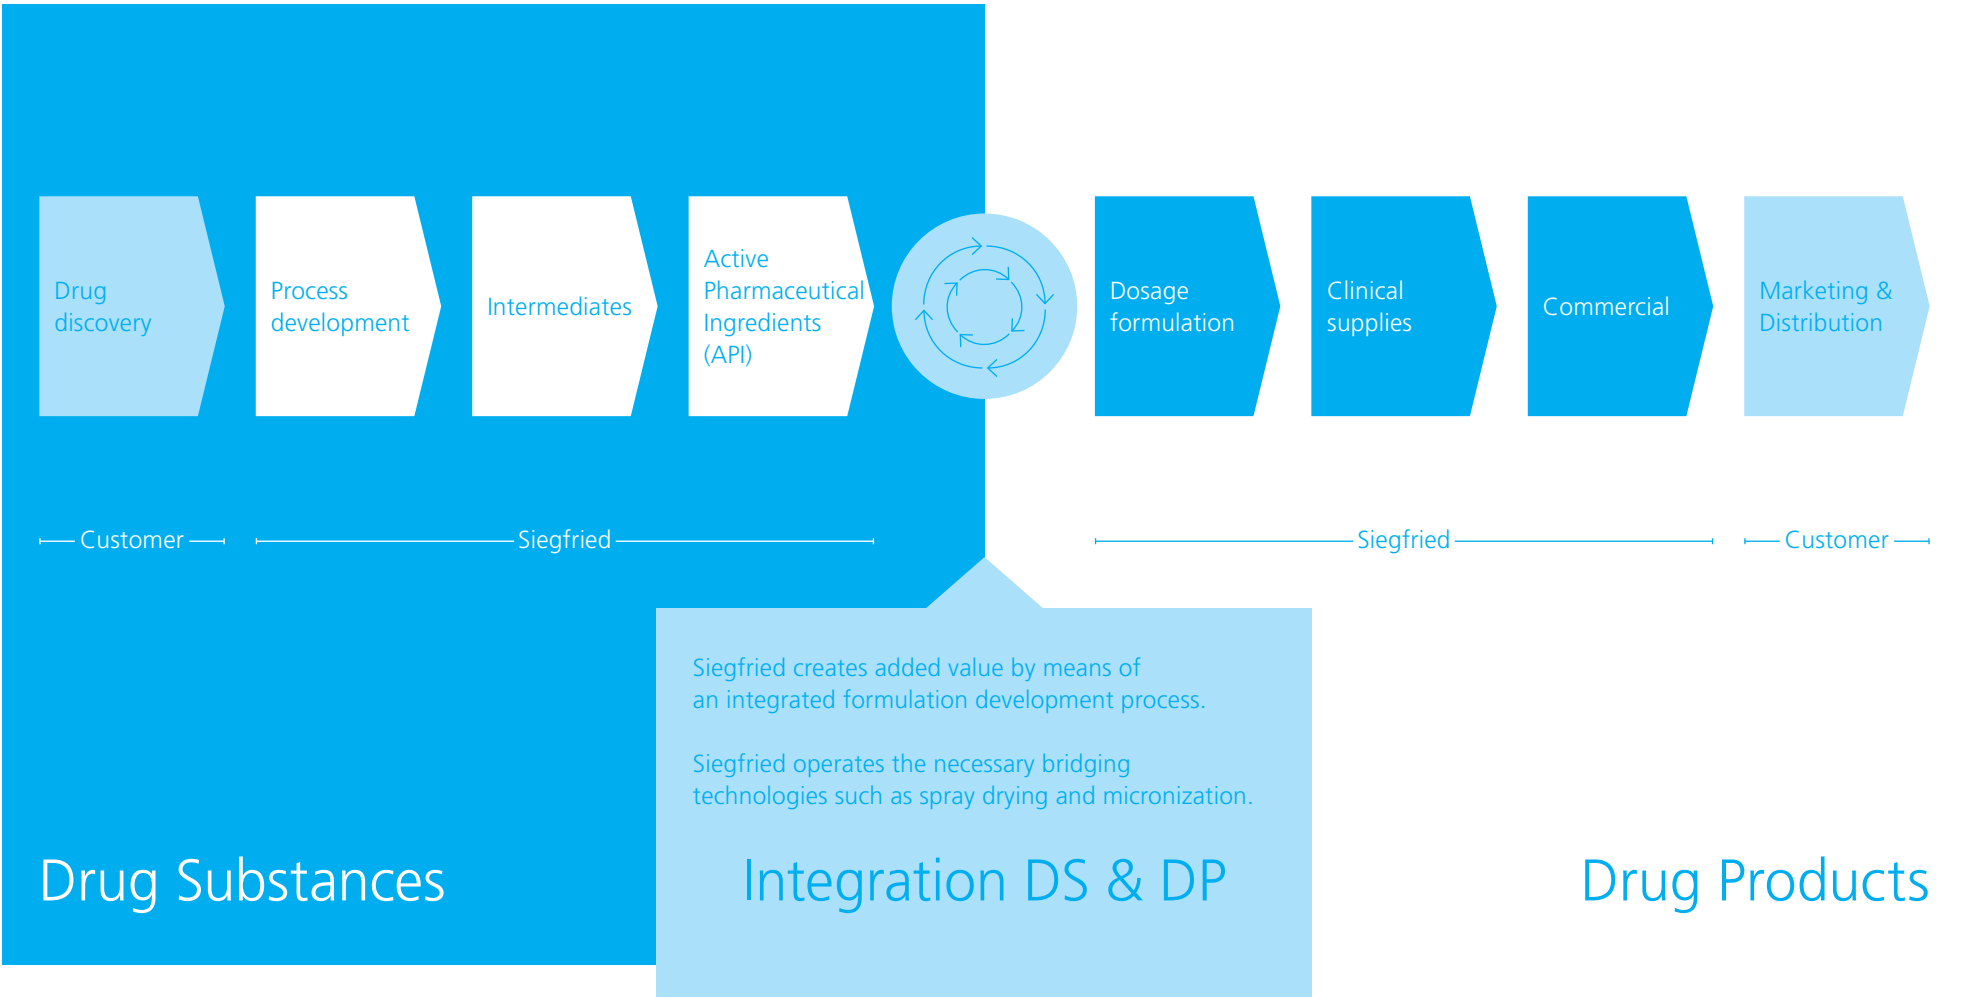 Drug
discovery
Process
development
Intermediates
Active
Pharmaceutical
Ingredients
(API)
Dosage
formulation
Clinical
supplies
Commercial
Marketing &
Distribution
Customer
Siegfried
Siegfried
Customer
Siegfried creates added value by means of
an integrated formulation development process.
Siegfried operates the necessary bridging
technologies such as spray drying and micronization.
Drug Substances
Integration DS & DP
Drug Products